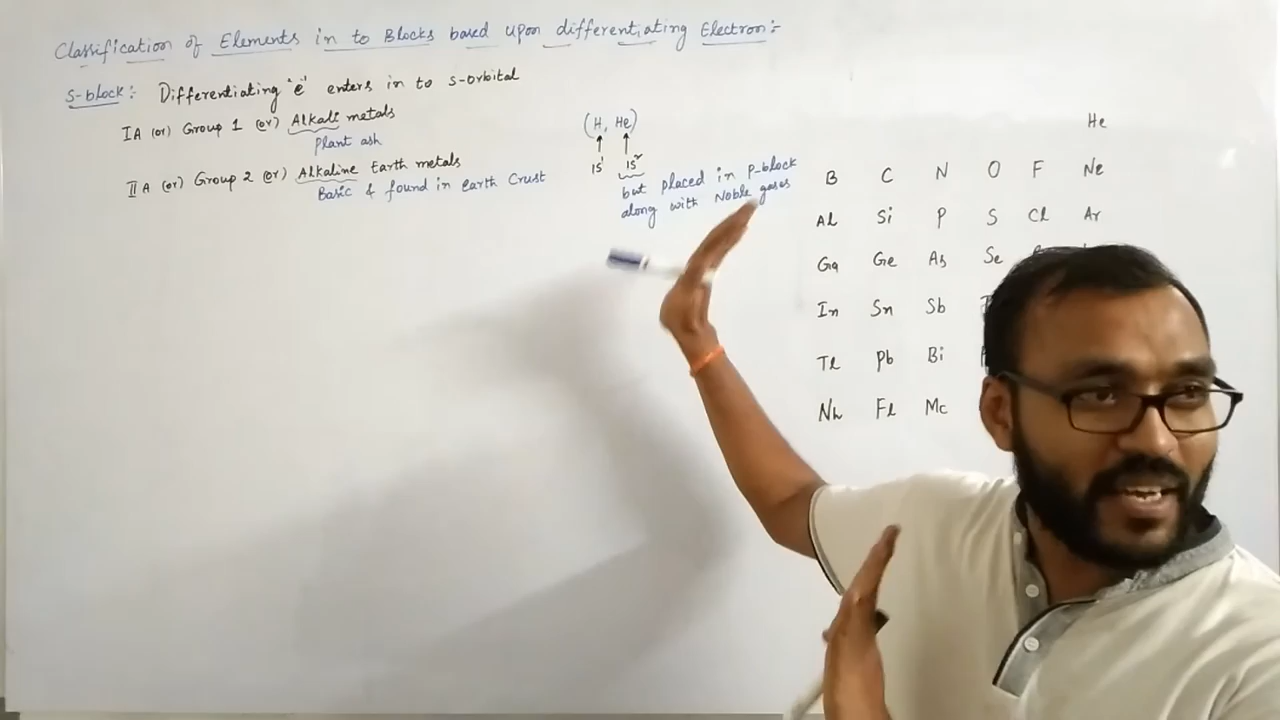 Classification of Elements in to Blocks based upon differentiating Electron:-
S-block:- Differentiating 'e⁻' enters in to s-orbital
IA (or) Group 1 (or) Alkali metals
Plant ash
IIA (or) Group 2 (or) Alkaline Earth metals
Basic & found in earth Crust
(H, He)
1s¹ 1s²
but placed in P-block
along with Noble gases
He
B C N O F Ne
Al Si P S Cl Ar
Ga Ge As Se
In Sn Sb
Tl Pb Bi
Nh Fl Mc